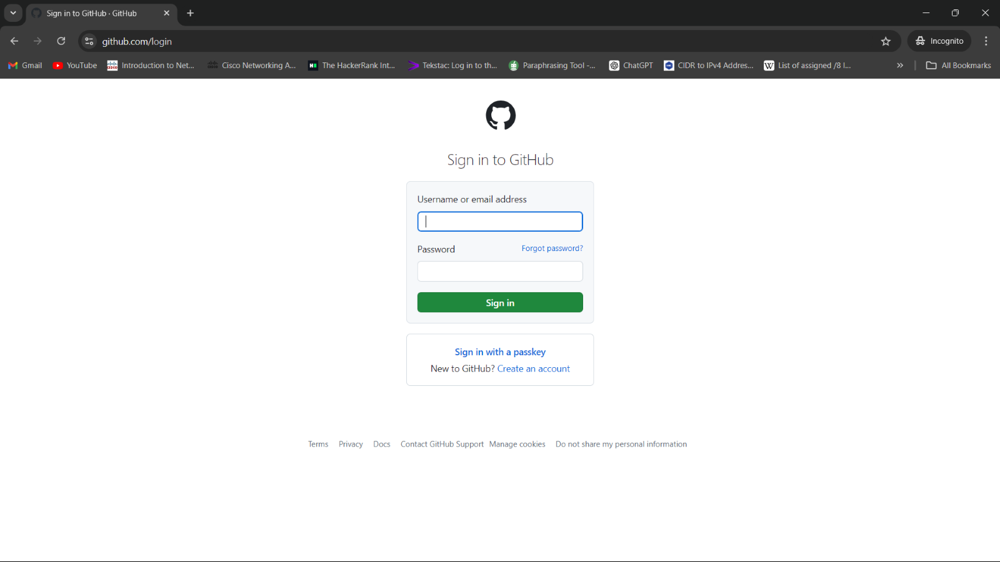 Sign in to GitHub · GitHub
github.com/login
Incognito
Gmail
YouTube
Introduction to Net...
Cisco Networking A...
The HackerRank Int...
Tekstac: Log in to th...
Paraphrasing Tool -...
ChatGPT
CIDR to IPv4 Addres...
List of assigned /8 I...
All Bookmarks
Sign in to GitHub
Username or email address
Password
Forgot password?
Sign in
Sign in with a passkey
New to GitHub? Create an account
Terms Privacy Docs Contact GitHub Support Manage cookies Do not share my personal information